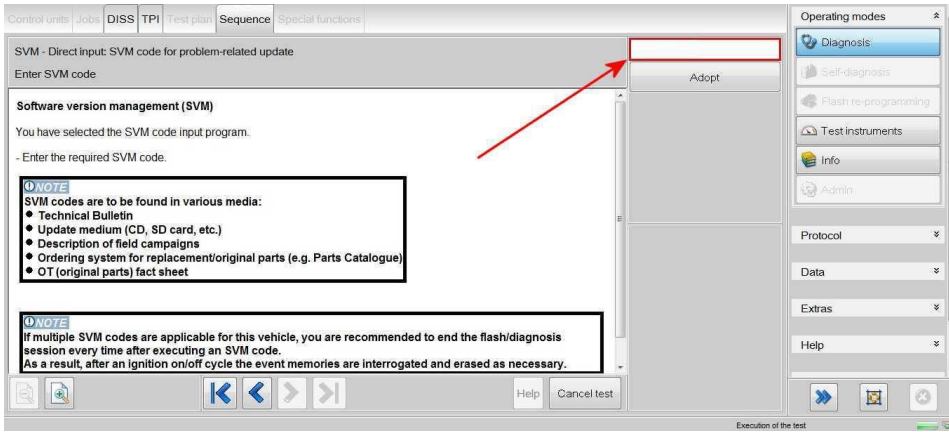 Control units Jobs DISS TPI Test plan Sequence Special functions
SVM - Direct input: SVM code for problem-related update
Enter SVM code
Adopt
Software version management (SVM)
You have selected the SVM code input program.
- Enter the required SVM code.
NOTE
SVM codes are to be found in various media:
● Technical Bulletin
● Update medium (CD, SD card, etc.)
● Description of field campaigns
● Ordering system for replacement/original parts (e.g. Parts Catalogue)
● OT (original parts) fact sheet
NOTE
If multiple SVM codes are applicable for this vehicle, you are recommended to end the flash/diagnosis
session every time after executing an SVM code.
As a result, after an ignition on/off cycle the event memories are interrogated and erased as necessary.
Help Cancel test
Operating modes
Diagnosis
Self-diagnosis
Flash re-programming
Test instruments
Info
Admin
Protocol
Data
Extras
Help
Execution of the test